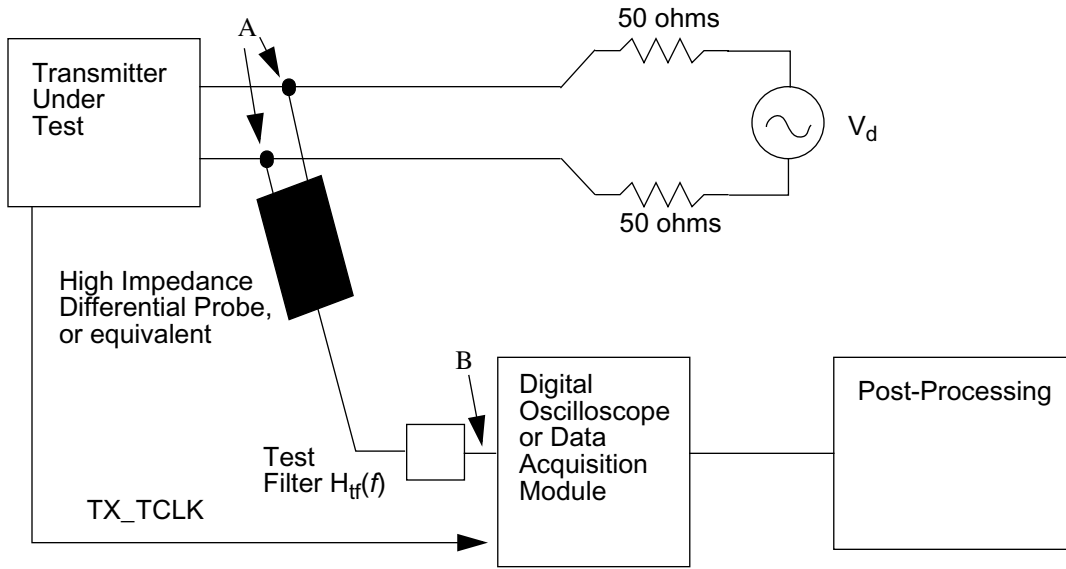 50 ohms
A
Transmitter
Under
Test
V_d
50 ohms
High Impedance
Differential Probe,
or equivalent
B
Digital
Oscilloscope
or Data
Acquisition
Module
Post-Processing
Test
Filter H_tf(f)
TX_TCLK